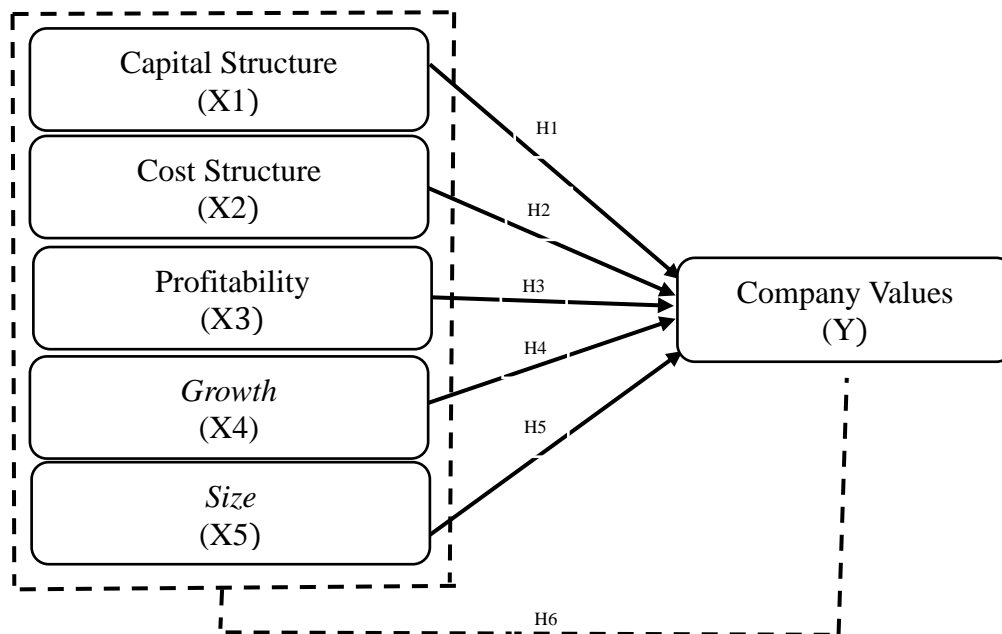 Capital Structure
(X1)
Cost Structure
(X2)
Profitability
(X3)
Growth
(X4)
Size
(X5)
H1
H2
H3
H4
H5
Company Values
(Y)
H6